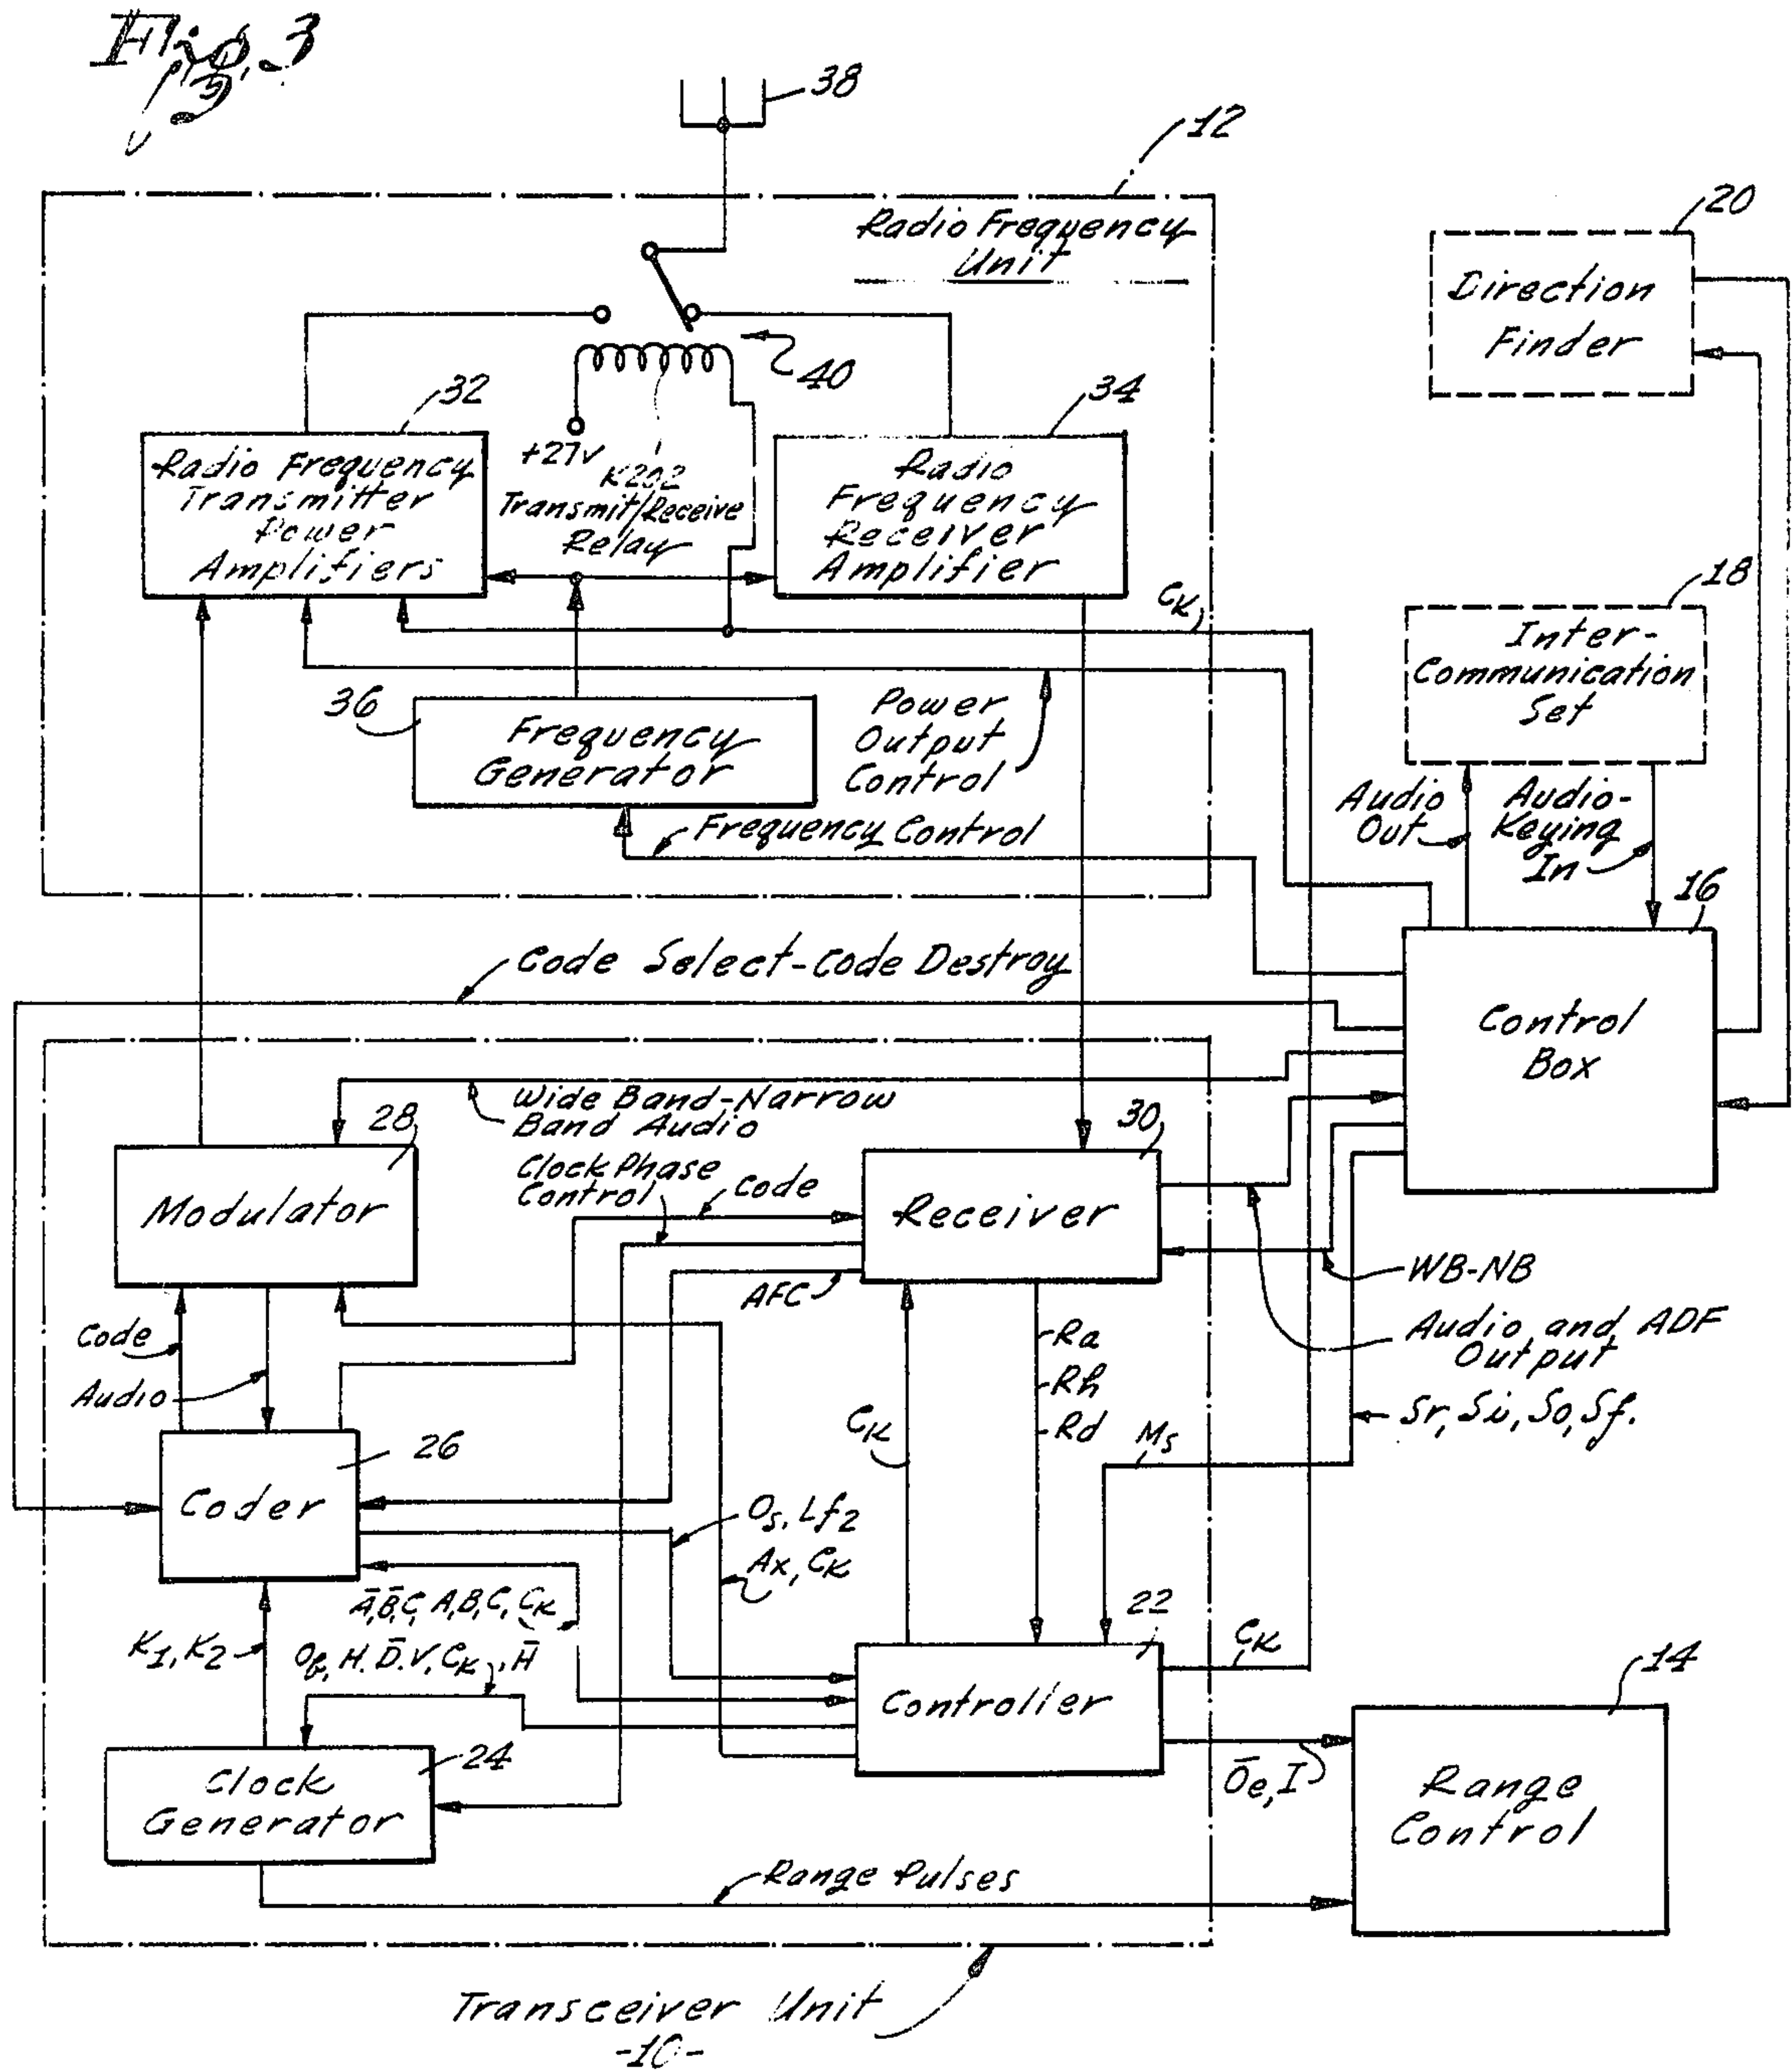 Fig. 3
38
12
Radio Frequency
Unit
20
Direction
Finder
40
32
34
+27V
K202
Transmit/Receive
Relay
Radio Frequency
Transmitter
Power
Amplifiers
Radio
Frequency
Receiver
Amplifier
CK
18
Inter-
Communication
Set
36
Frequency
Generator
Power
Output
Control
Frequency Control
Audio
Out
Audio-
Keying
In
16
Control
Box
Code Select-Code Destroy
Wide Band-Narrow
Band Audio
28
Modulator
Clock Phase
Control
Code
30
Receiver
AFC
WB-NB
Audio and ADF
Output
Code
Audio
Ra
Rh
Rd
CK
Ms
Sr, Si, So, Sf.
26
Coder
Os, Lf2
Ax, CK
A̅,B̅,C̅, A,B,C, CK
K1, K2
H. D̅.V, CK, H̅
22
Controller
CK
24
Clock
Generator
O̅e, I
14
Range
Control
Range Pulses
Transceiver Unit
-10-